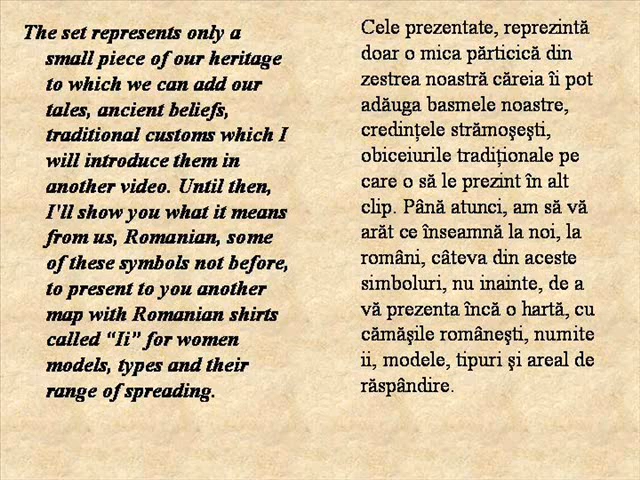 The set represents only a
small piece of our heritage
to which we can add our
tales, ancient beliefs,
traditional customs which I
will introduce them in
another video. Until then,
I'll show you what it means
from us, Romanian, some
of these symbols not before,
to present to you another
map with Romanian shirts
called “Ii” for women
models, types and their
range of spreading.
Cele prezentate, reprezintă
doar o mica părticică din
zestrea noastră căreia îi pot
adăuga basmele noastre,
credinţele strămoşeşti,
obiceiurile tradiţionale pe
care o să le prezint în alt
clip. Până atunci, am să vă
arăt ce înseamnă la noi, la
români, câteva din aceste
simboluri, nu inainte, de a
vă prezenta încă o hartă, cu
cămăşile româneşti, numite
ii, modele, tipuri şi areal de
răspândire.